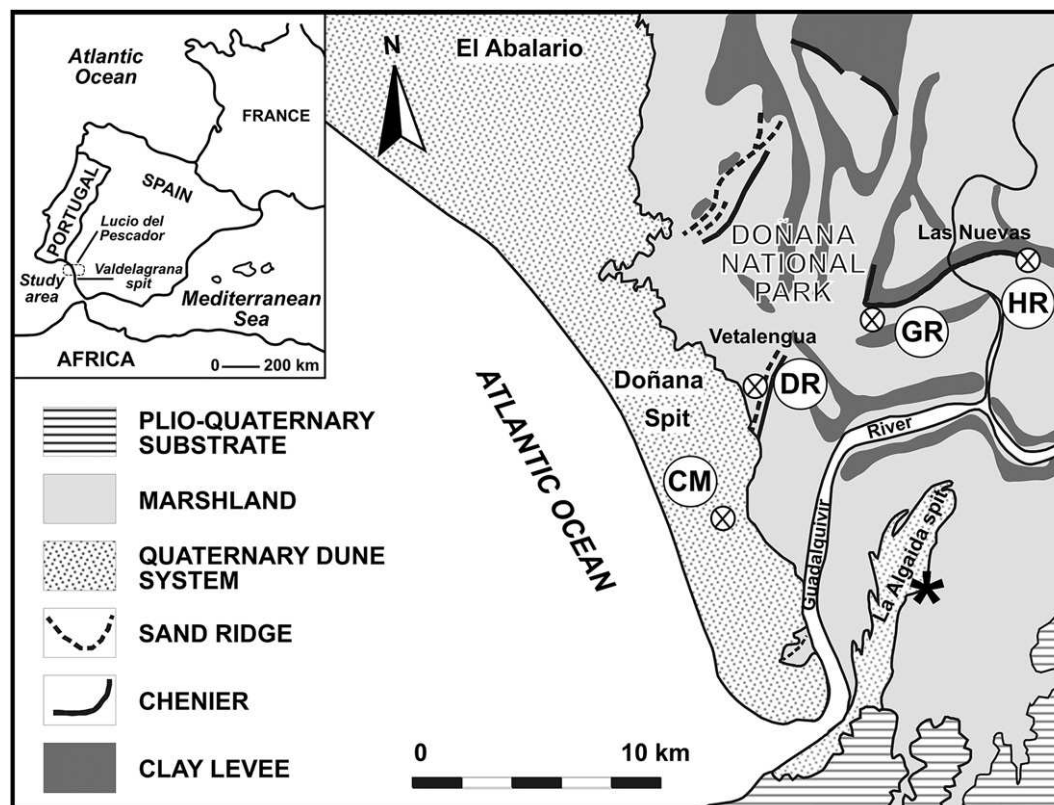 Atlantic
Ocean
FRANCE
PORTUGAL
SPAIN
Lucio del
Pescador
Study
area
Valdelagrana
spit
Mediterranean
Sea
AFRICA
0 200 km
N
El Abalario
DOÑANA
NATIONAL
PARK
Las Nuevas
HR
GR
Vetalengua
DR
Doñana
Spit
CM
ATLANTIC OCEAN
River
Guadalquivir
La Algaida spit
*
PLIO-QUATERNARY
SUBSTRATE
MARSHLAND
QUATERNARY DUNE
SYSTEM
SAND RIDGE
CHENIER
CLAY LEVEE
0 10 km